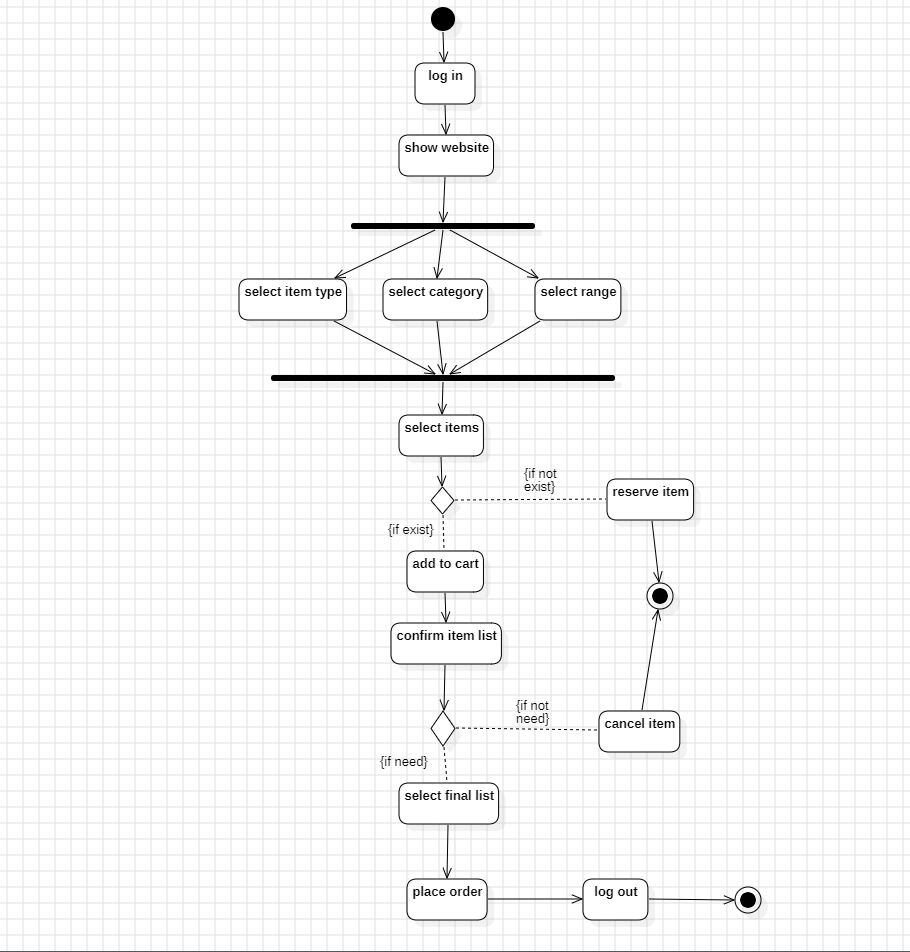 log in
show website
select item type
select category
select range
select items
{if not
exist}
reserve item
{if exist}
add to cart
confirm item list
{if not
need}
cancel item
{if need}
select final list
place order
log out